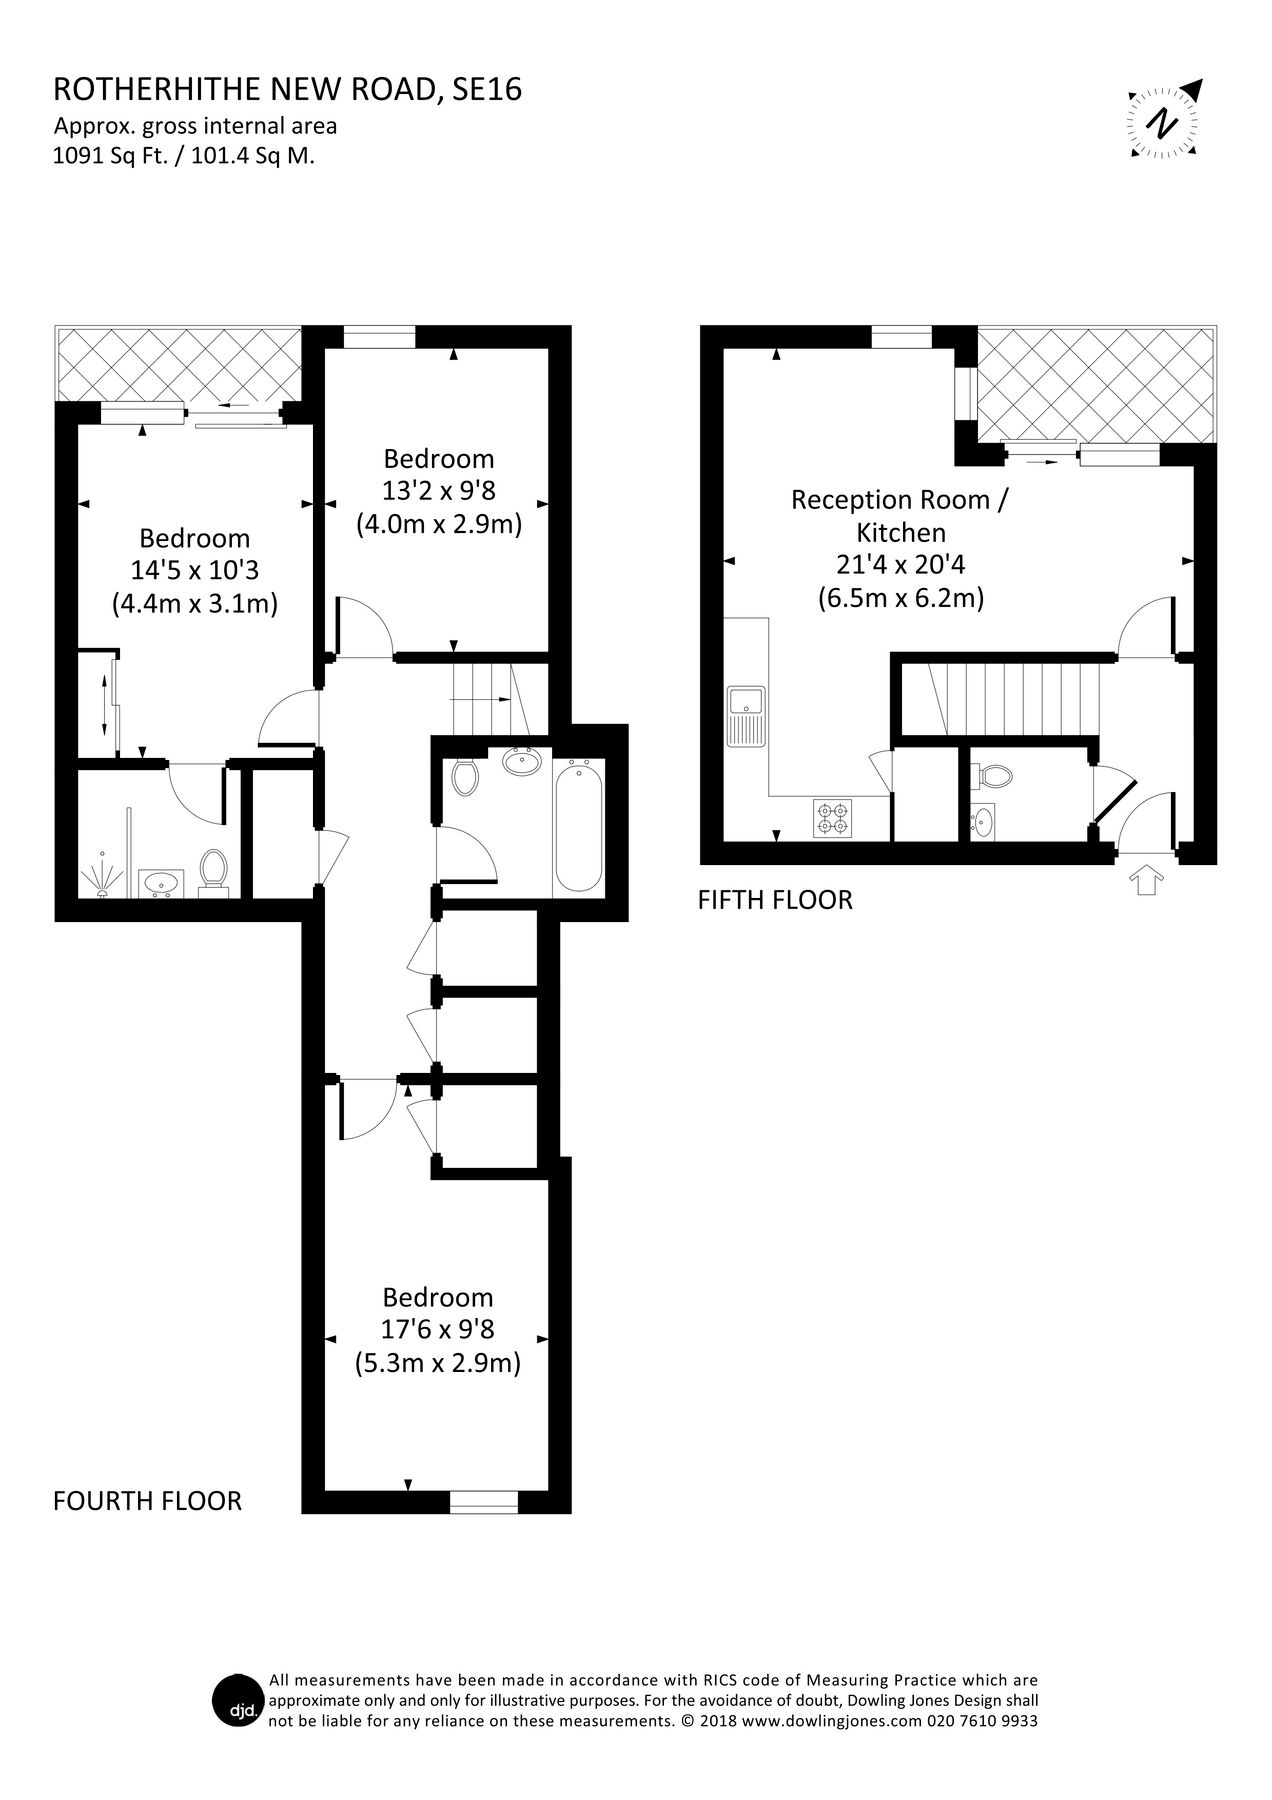 ROTHERHITHE NEW ROAD, SE16
Approx. gross internal area
1091 Sq Ft. / 101.4 Sq M.
N
Bedroom
13'2 x 9'8
(4.0m x 2.9m)
Bedroom
14'5 x 10'3
(4.4m x 3.1m)
Reception Room /
Kitchen
21'4 x 20'4
(6.5m x 6.2m)
FIFTH FLOOR
Bedroom
17'6 x 9'8
(5.3m x 2.9m)
FOURTH FLOOR
djd.
All measurements have been made in accordance with RICS code of Measuring Practice which are
approximate only and only for illustrative purposes. For the avoidance of doubt, Dowling Jones Design shall
not be liable for any reliance on these measurements. © 2018 www.dowlingjones.com 020 7610 9933